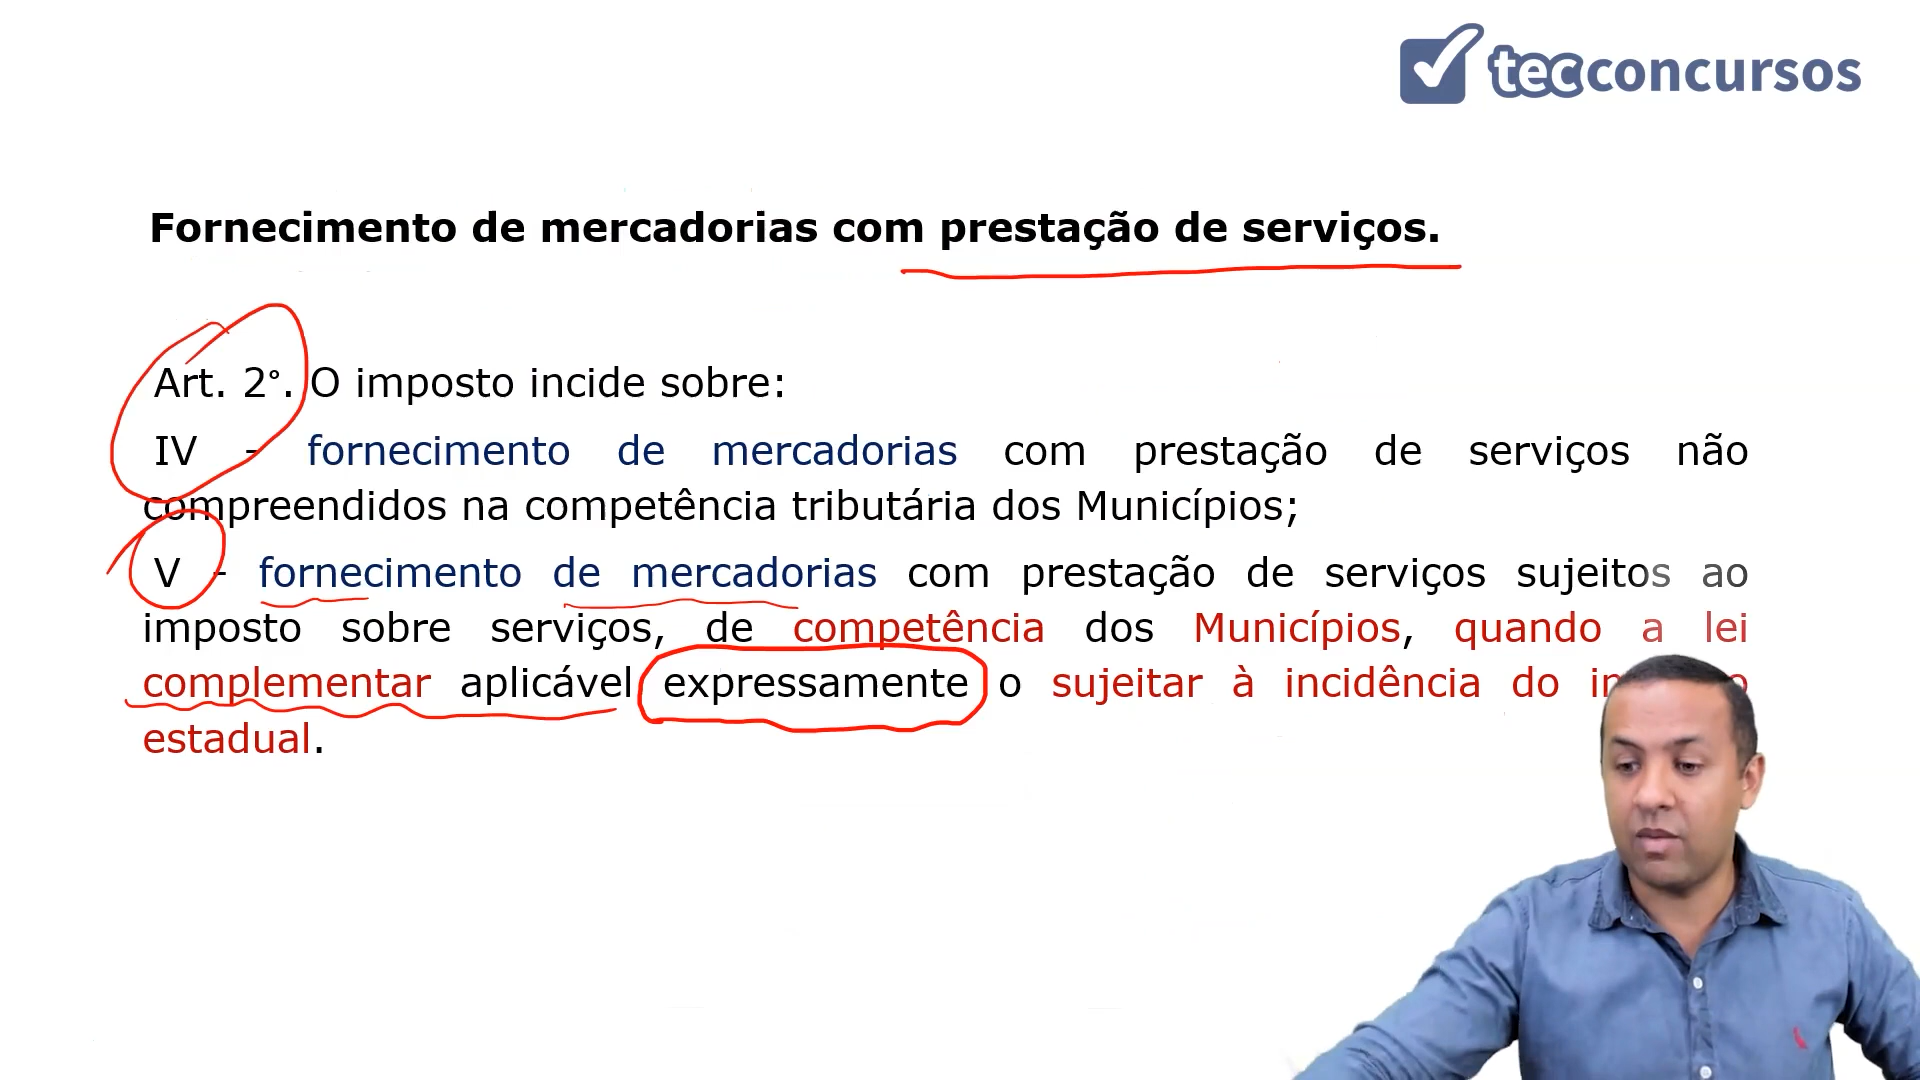 tecconcursos
Fornecimento de mercadorias com prestação de serviços.
Art. 2°. O imposto incide sobre:
IV - fornecimento de mercadorias com prestação de serviços não
compreendidos na competência tributária dos Municípios;
V - fornecimento de mercadorias com prestação de serviços sujeitos ao
imposto sobre serviços, de competência dos Municípios, quando a lei
complementar aplicável expressamente o sujeitar à incidência do
estadual.